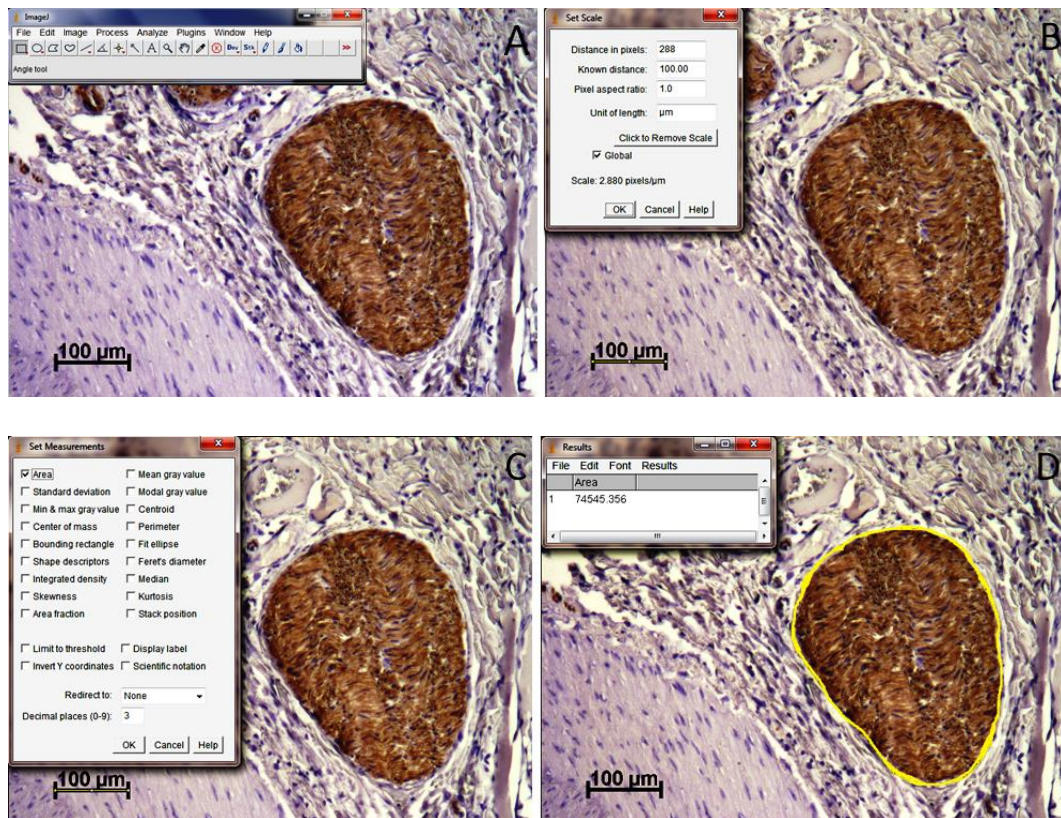 ImageJ
File Edit Image Process Analyze Plugins Window Help
A Dev Stk >>
Angle tool
A
100 µm
Set Scale X
B
Distance in pixels: 288
Known distance: 100.00
Pixel aspect ratio: 1.0
Unit of length: µm
Click to Remove Scale
Global
Scale: 2.880 pixels/µm
OK Cancel Help
100 µm
Set Measurements X
C
Area Mean gray value
Standard deviation Modal gray value
Min & max gray value Centroid
Center of mass Perimeter
Bounding rectangle Fit ellipse
Shape descriptors Feret's diameter
Integrated density Median
Skewness Kurtosis
Area fraction Stack position
Limit to threshold Display label
Invert Y coordinates Scientific notation
Redirect to: None
Decimal places (0-9): 3
OK Cancel Help
100 µm
Results X
D
File Edit Font Results
Area
1 74545.356
100 µm